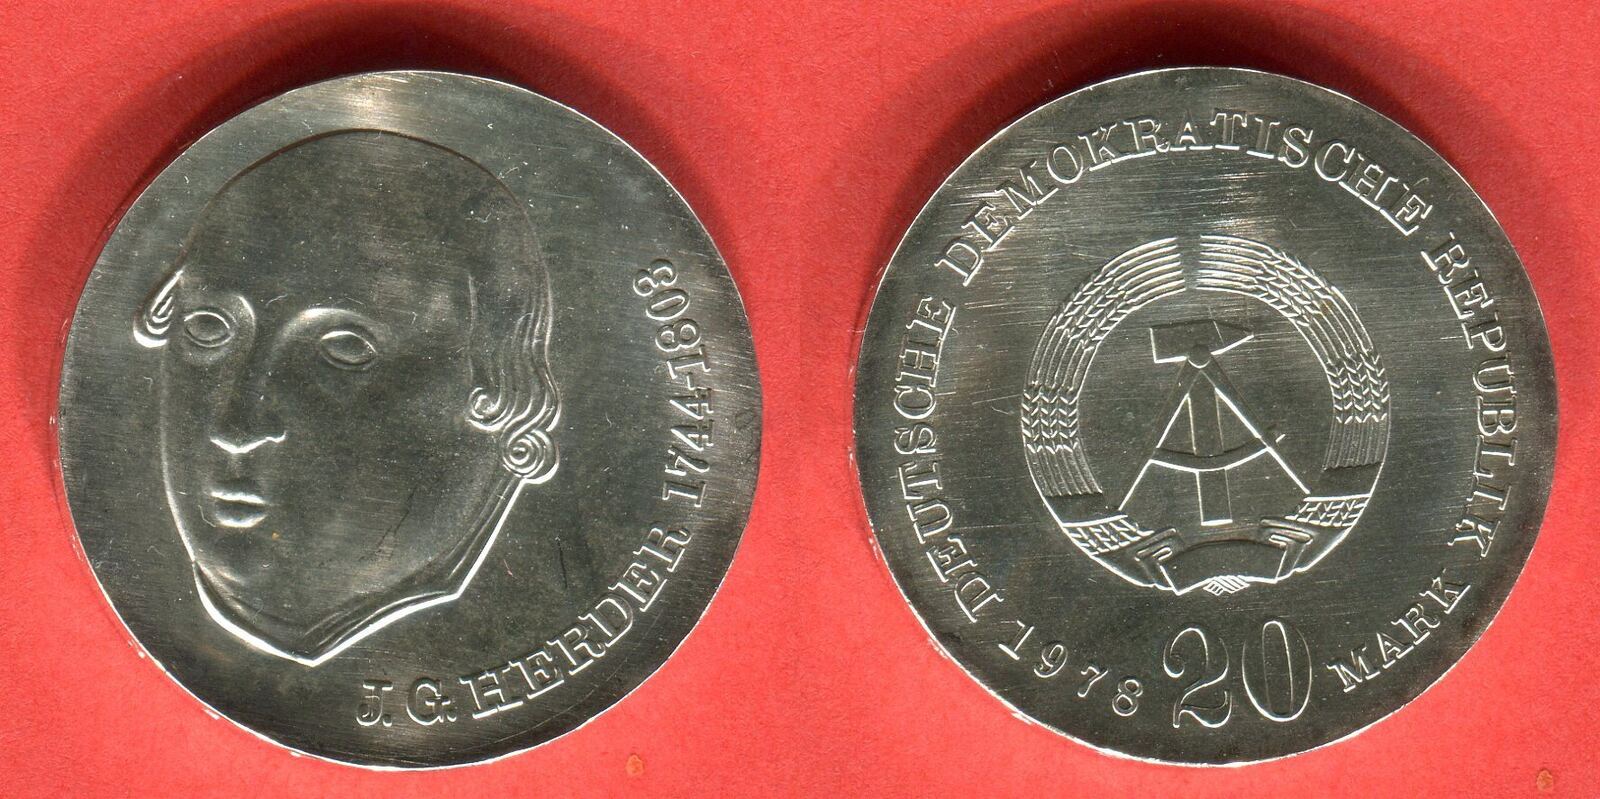 J. G. HERDER 1744-1803
DEUTSCHE DEMOKRATISCHE REPUBLIK
1978 20 MARK